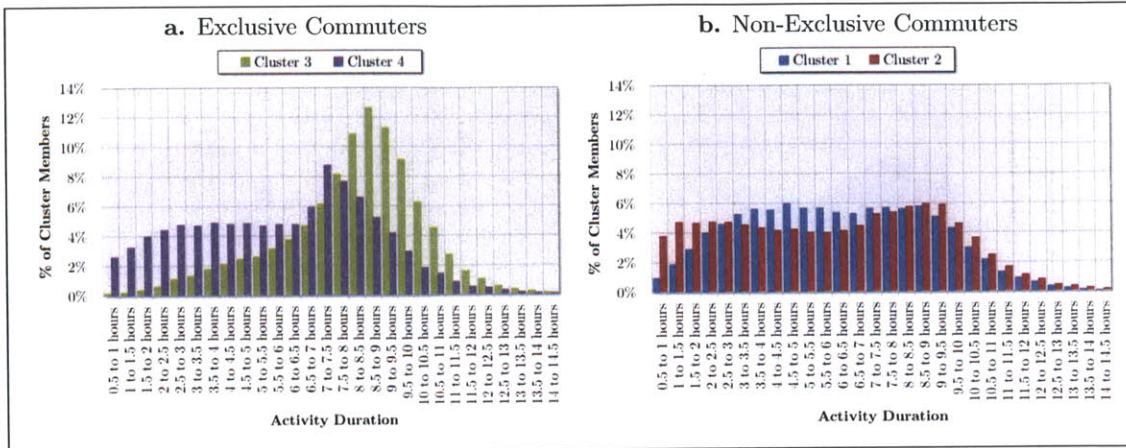 a. Exclusive Commuters
Cluster 3
Cluster 4
% of Cluster Members
14%
12%
10%
8%
6%
4%
2%
0%
0.5 to 1 hours
1 to 1.5 hours
1.5 to 2 hours
2 to 2.5 hours
2.5 to 3 hours
3 to 3.5 hours
3.5 to 4 hours
4 to 4.5 hours
4.5 to 5 hours
5 to 5.5 hours
5.5 to 6 hours
6 to 6.5 hours
6.5 to 7 hours
7 to 7.5 hours
7.5 to 8 hours
8 to 8.5 hours
8.5 to 9 hours
9 to 9.5 hours
9.5 to 10 hours
10 to 10.5 hours
10.5 to 11 hours
11 to 11.5 hours
11.5 to 12 hours
12 to 12.5 hours
12.5 to 13 hours
13 to 13.5 hours
13.5 to 14 hours
14 to 14.5 hours
Activity Duration
b. Non-Exclusive Commuters
Cluster 1
Cluster 2
% of Cluster Members
14%
12%
10%
8%
6%
4%
2%
0%
0.5 to 1 hours
1 to 1.5 hours
1.5 to 2 hours
2 to 2.5 hours
2.5 to 3 hours
3 to 3.5 hours
3.5 to 4 hours
4 to 4.5 hours
4.5 to 5 hours
5 to 5.5 hours
5.5 to 6 hours
6 to 6.5 hours
6.5 to 7 hours
7 to 7.5 hours
7.5 to 8 hours
8 to 8.5 hours
8.5 to 9 hours
9 to 9.5 hours
9.5 to 10 hours
10 to 10.5 hours
10.5 to 11 hours
11 to 11.5 hours
11.5 to 12 hours
12 to 12.5 hours
12.5 to 13 hours
13 to 13.5 hours
13.5 to 14 hours
14 to 14.5 hours
Activity Duration